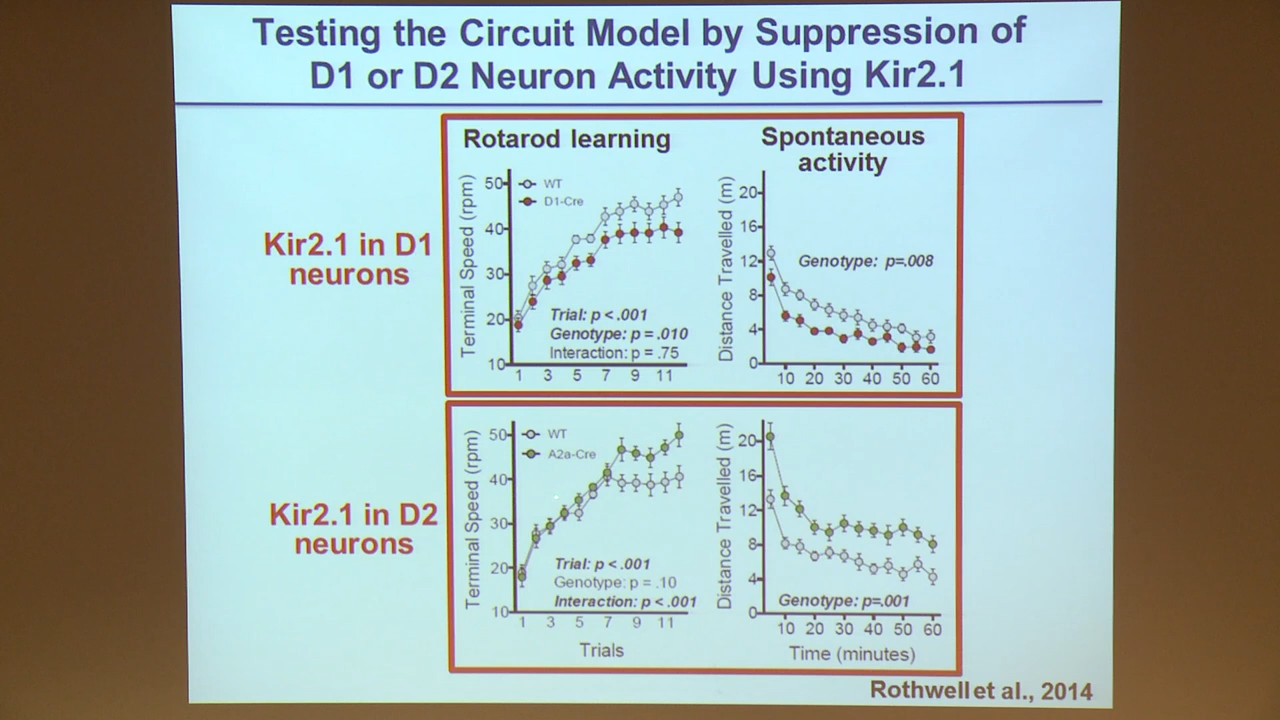 Testing the Circuit Model by Suppression of
D1 or D2 Neuron Activity Using Kir2.1
Rotarod learning
Spontaneous
activity
Kir2.1 in D1
neurons
Terminal Speed (rpm)
50
40
30
20
10
WT
D1-Cre
Trial: p < .001
Genotype: p = .010
Interaction: p = .75
1 3 5 7 9 11
Distance Travelled (m)
20
16
12
8
4
0
Genotype: p=.008
10 20 30 40 50 60
Kir2.1 in D2
neurons
Terminal Speed (rpm)
50
40
30
20
10
WT
A2a-Cre
Trial: p < .001
Genotype: p = .10
Interaction: p < .001
1 3 5 7 9 11
Trials
Distance Travelled (m)
20
16
12
8
4
0
Genotype: p=.001
10 20 30 40 50 60
Time (minutes)
Rothwell et al., 2014